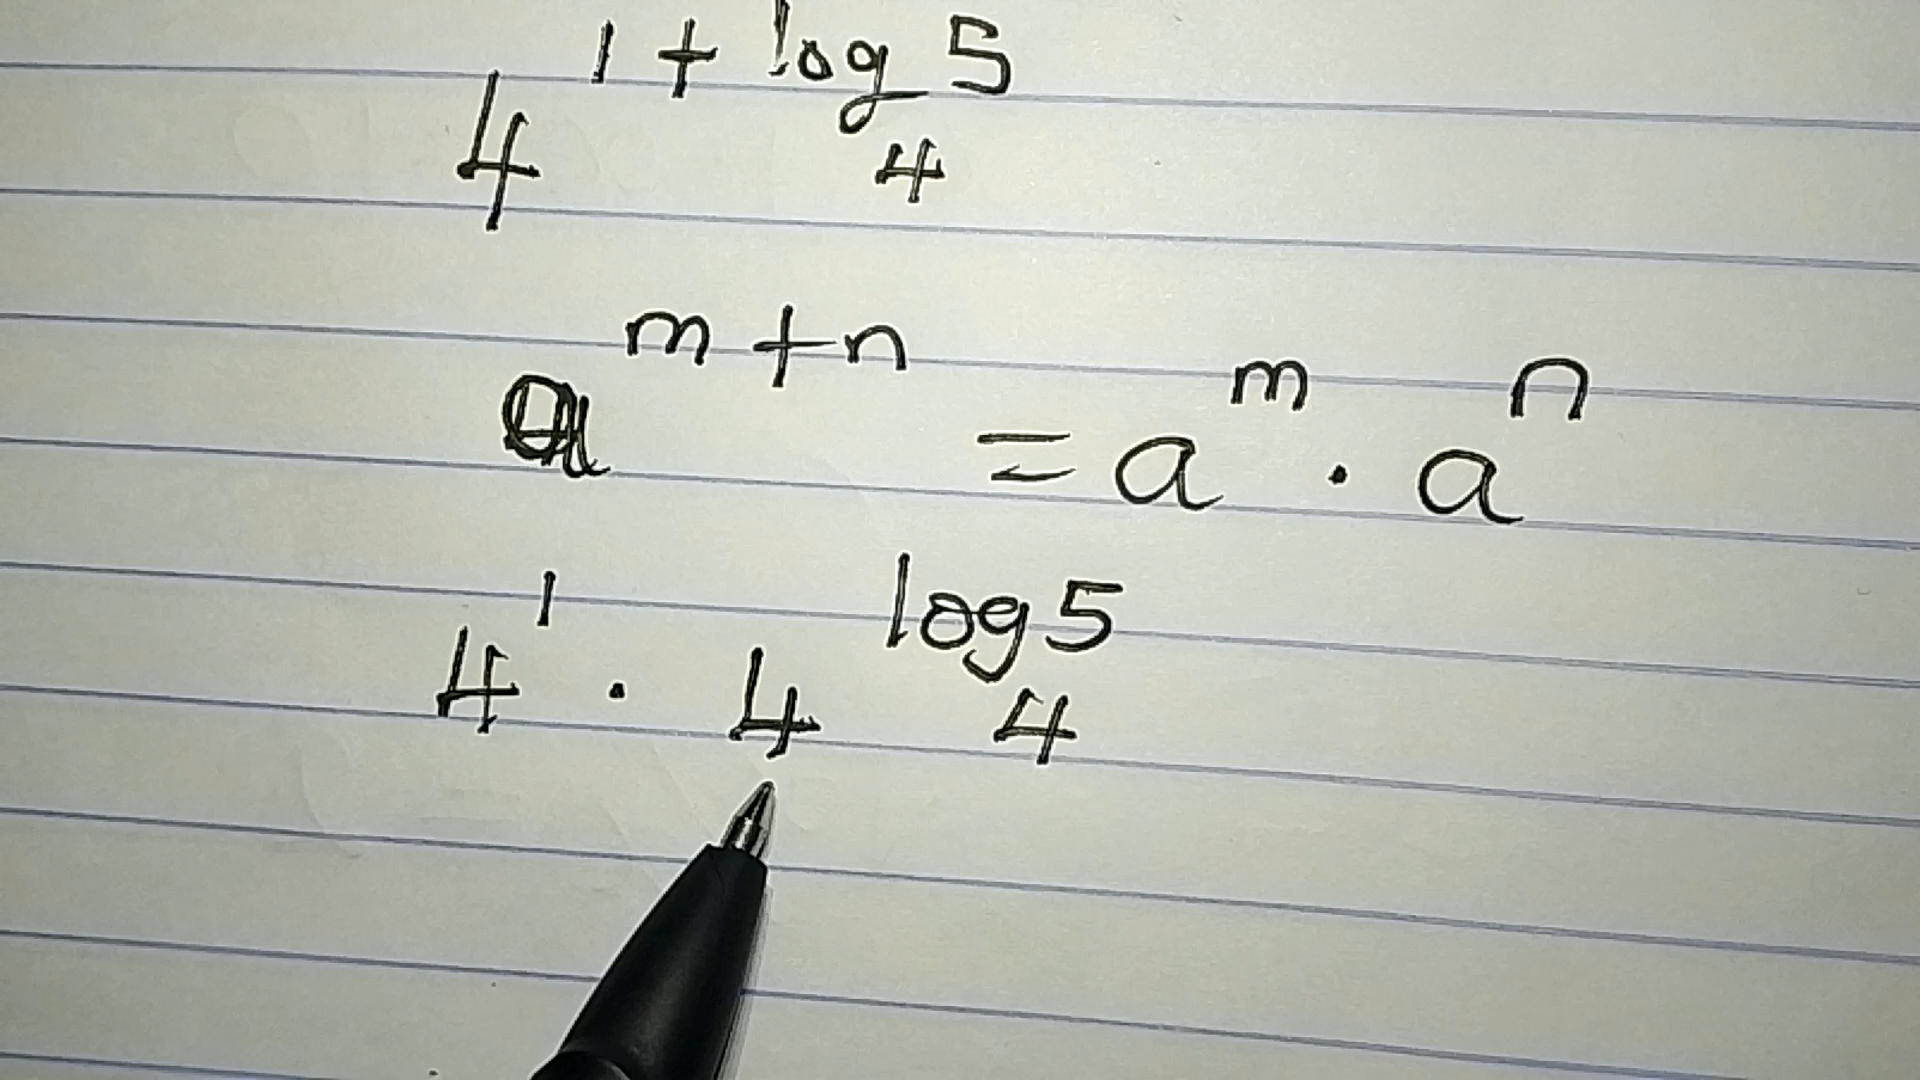 4^{1 + log_4 5}
a^{m+n} = a^m · a^n
4^1 · 4^{log_4 5}